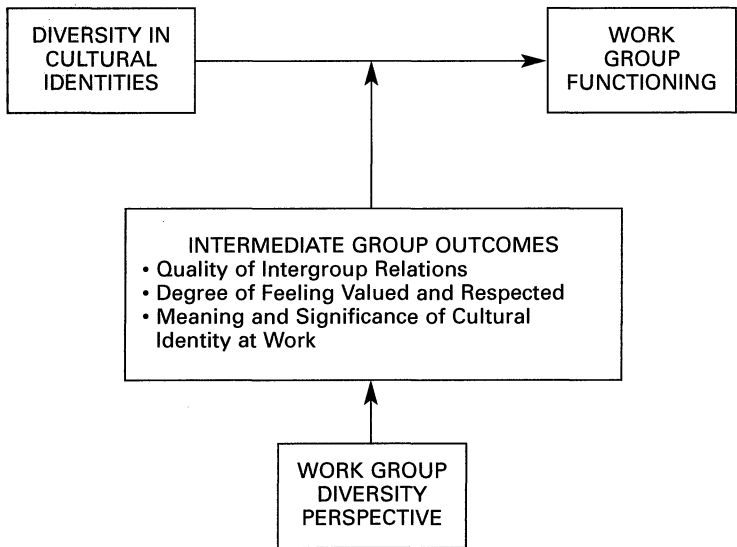 DIVERSITY IN
CULTURAL
IDENTITIES
WORK
GROUP
FUNCTIONING
INTERMEDIATE GROUP OUTCOMES
• Quality of Intergroup Relations
• Degree of Feeling Valued and Respected
• Meaning and Significance of Cultural
Identity at Work
WORK GROUP
DIVERSITY
PERSPECTIVE